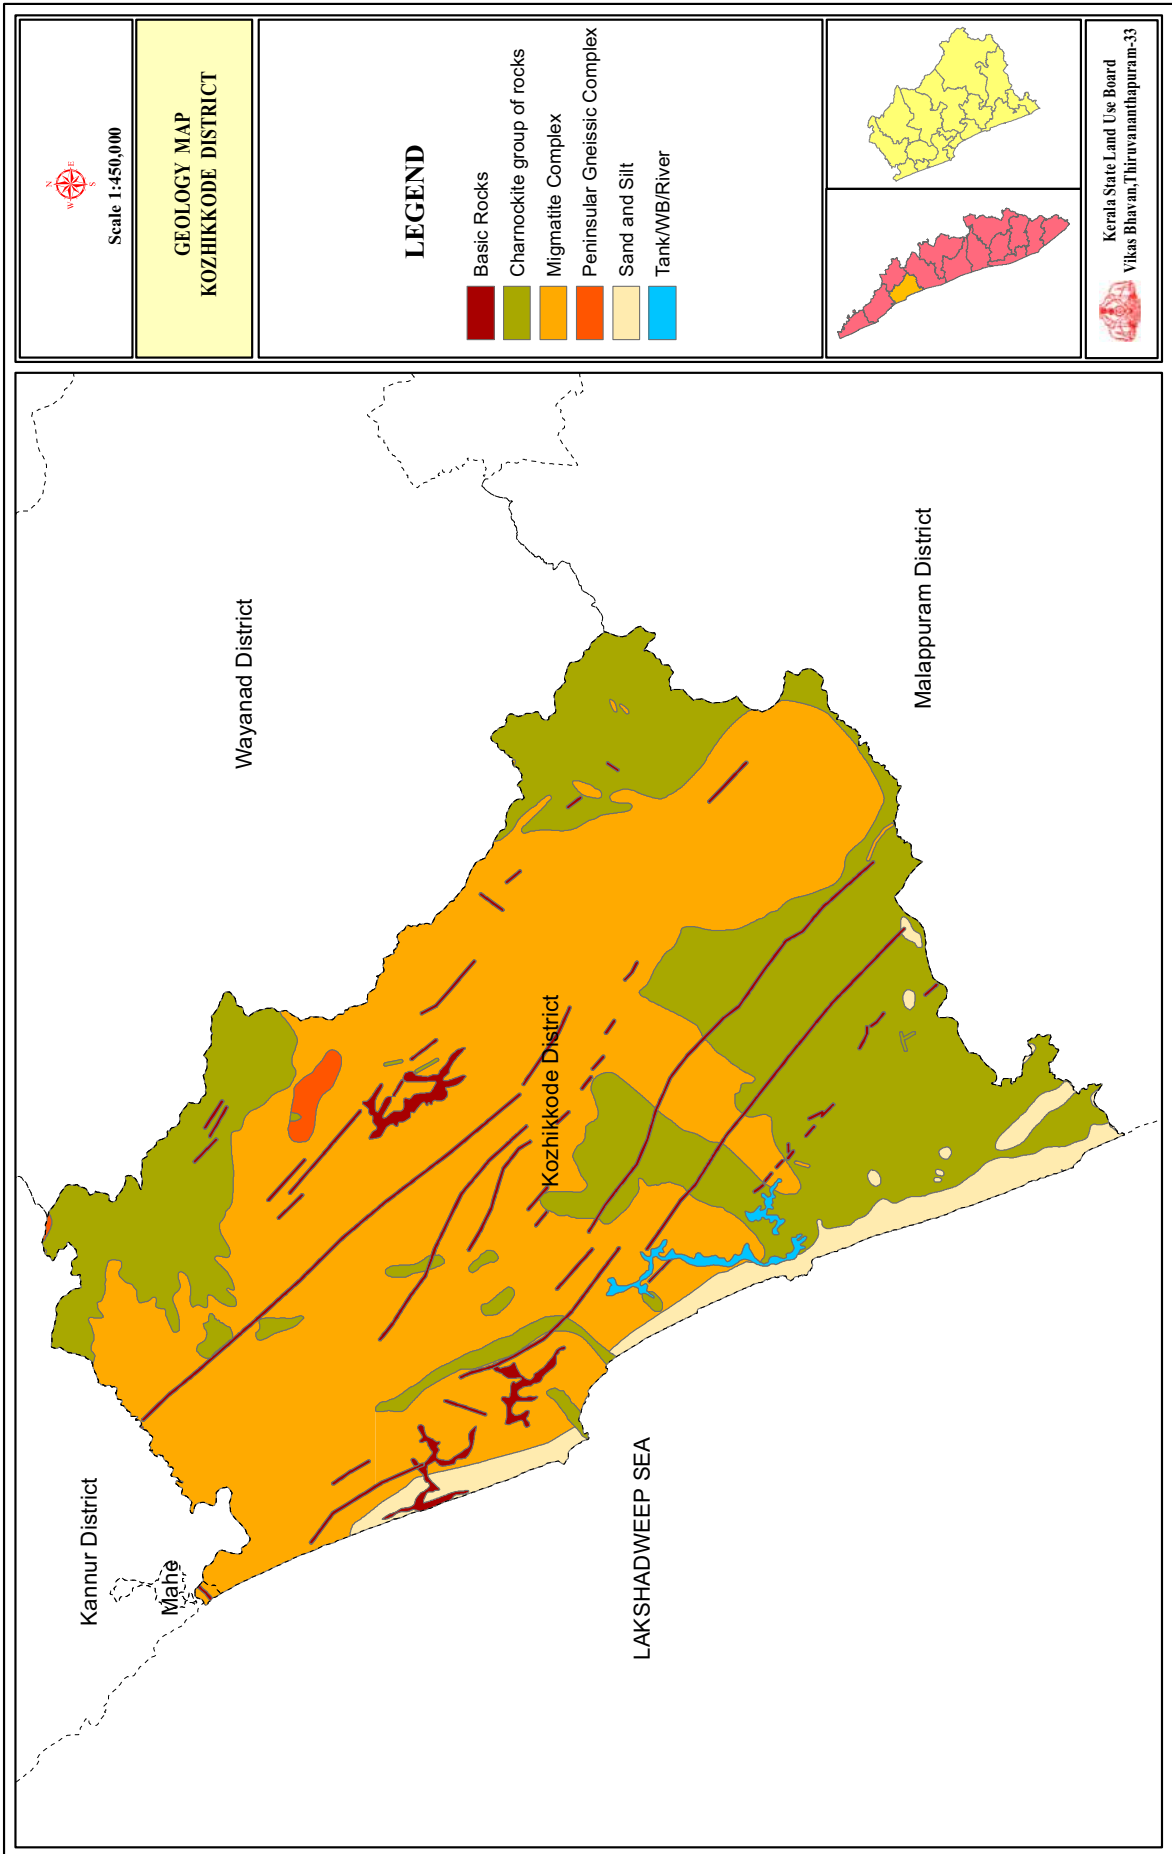 N
W
E
S
Scale 1:450,000
GEOLOGY MAP
KOZHIKKODE DISTRICT
LEGEND
Basic Rocks
Charnockite group of rocks
Migmatite Complex
Peninsular Gneissic Complex
Sand and Silt
Tank/WB/River
Kerala State Land Use Board
Vikas Bhavan,Thiruvananthapuram-33
Kannur District
Mahe
Wayanad District
Kozhikkode District
LAKSHADWEEP SEA
Malappuram District